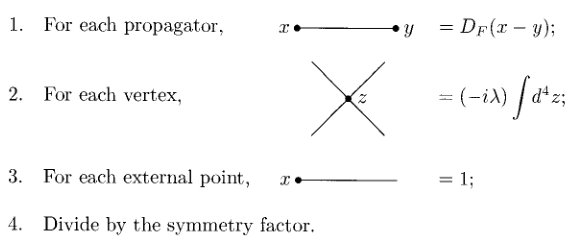 1. For each propagator, x y = D_F(x − y);
2. For each vertex, z = (−iλ) ∫ d⁴z;
3. For each external point, x = 1;
4. Divide by the symmetry factor.